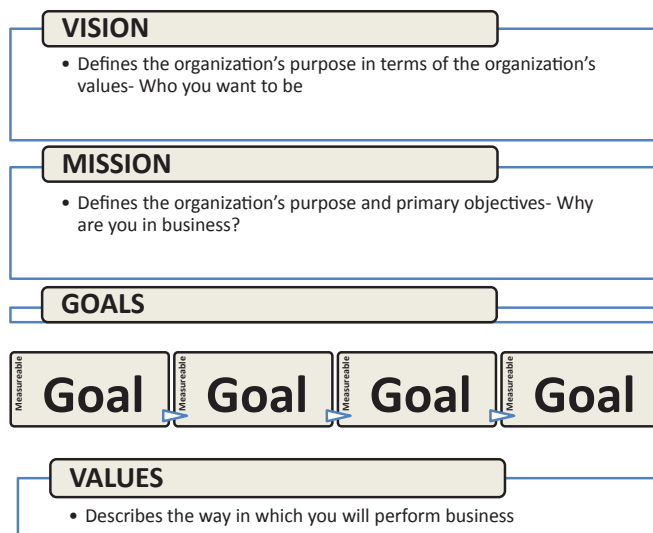 VISION
• Defines the organization’s purpose in terms of the organization’s
values- Who you want to be
MISSION
• Defines the organization’s purpose and primary objectives- Why
are you in business?
GOALS
Measureable Goal Measureable Goal Measureable Goal Measureable Goal
VALUES
• Describes the way in which you will perform business